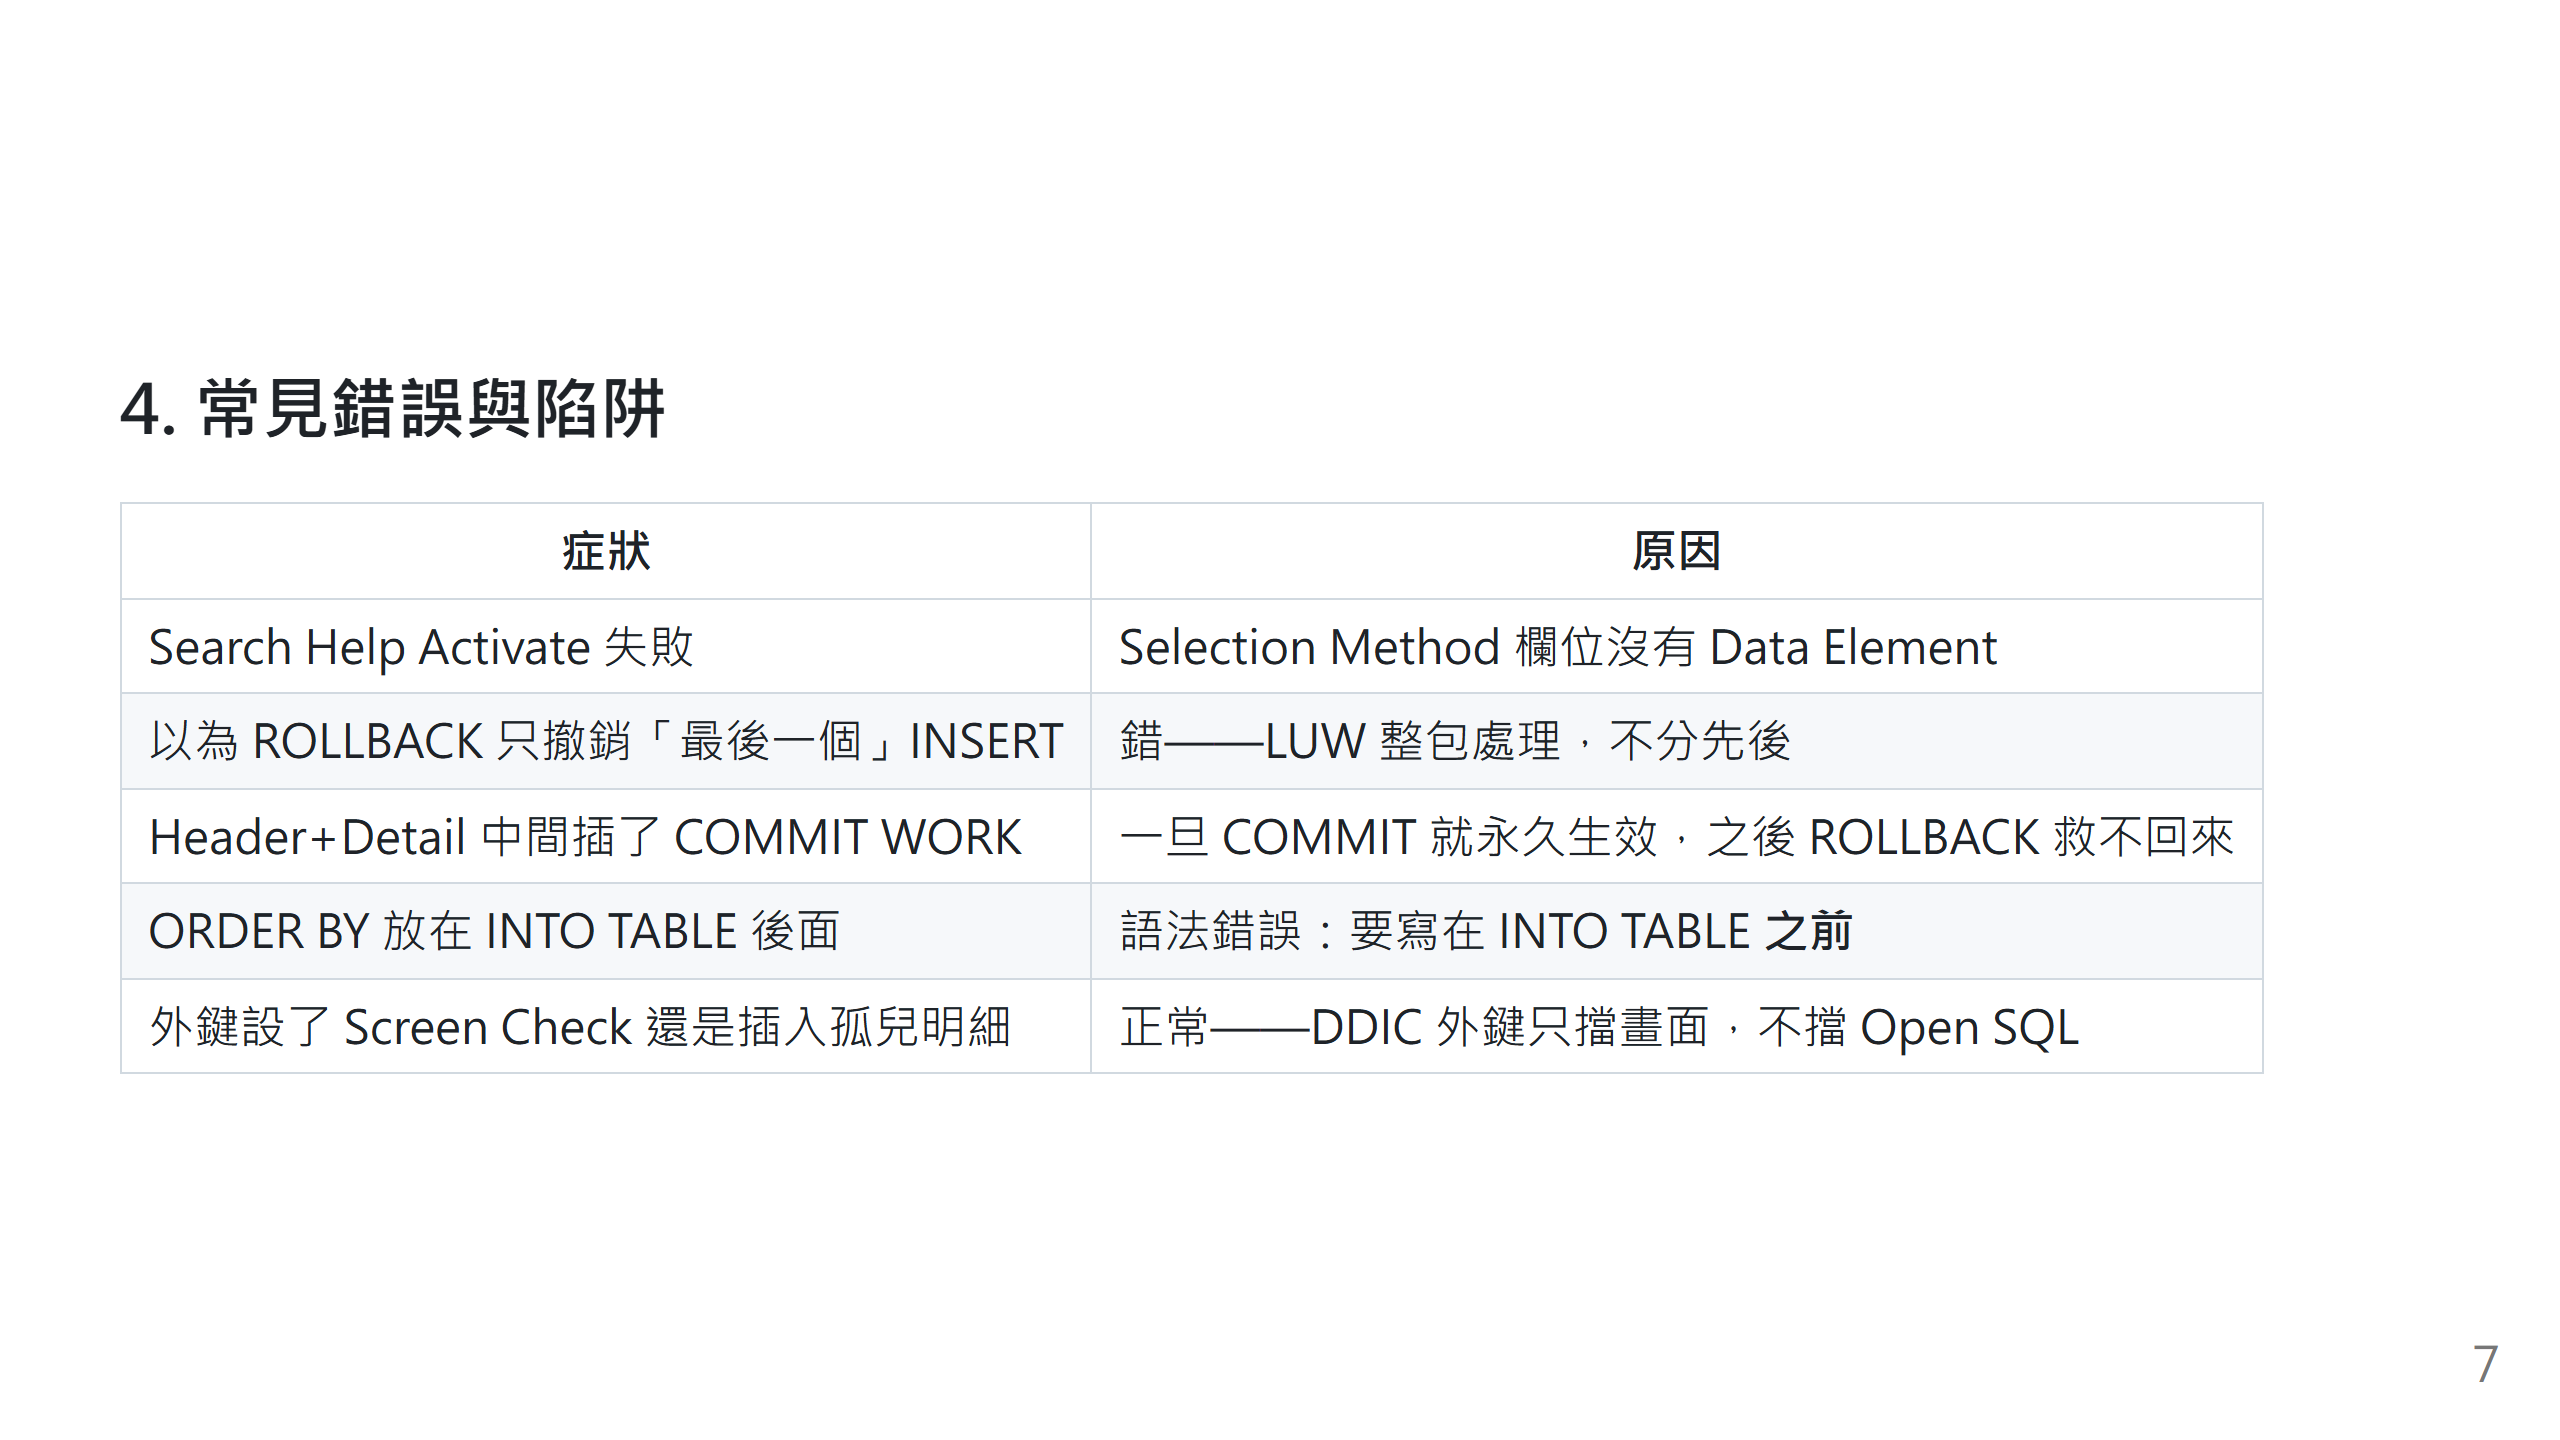 4. 常見錯誤與陷阱
症狀
原因
Search Help Activate 失敗
Selection Method 欄位沒有 Data Element
以為 ROLLBACK 只撤銷「最後一個」INSERT
錯——LUW 整包處理，不分先後
Header+Detail 中間插了 COMMIT WORK
一旦 COMMIT 就永久生效，之後 ROLLBACK 救不回來
ORDER BY 放在 INTO TABLE 後面
語法錯誤：要寫在 INTO TABLE 之前
外鍵設了 Screen Check 還是插入孤兒明細
正常——DDIC 外鍵只擋畫面，不擋 Open SQL
7